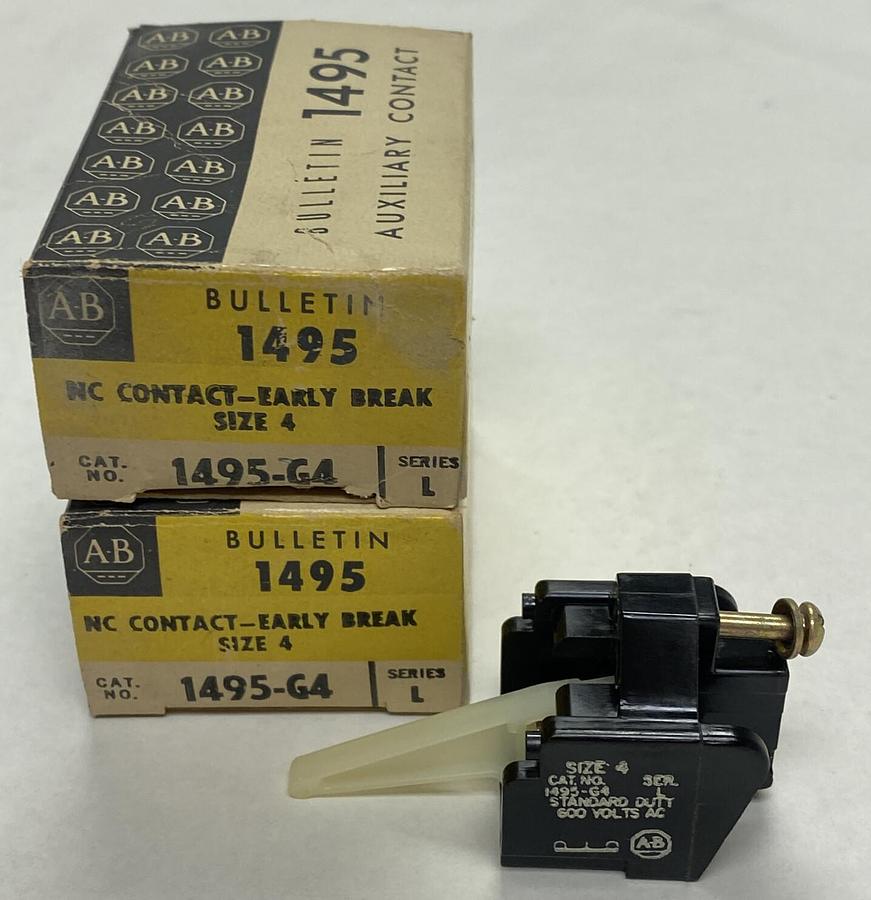 A-B A-B
A-B A-B
A-B A-B
A-B A-B
A-B A-B
A-B A-B
A-B A-B
BULLETIN 1495
AUXILIARY CONTACT
A-B
BULLETIN
1495
NC CONTACT-EARLY BREAK
SIZE 4
CAT. NO. 1495-G4 SERIES L
A-B
BULLETIN
1495
NC CONTACT-EARLY BREAK
SIZE 4
CAT. NO. 1495-G4 SERIES L
SIZE 4
CAT. NO. SER.
1495-G4 L
STANDARD DUTY
600 VOLTS AC
A-B